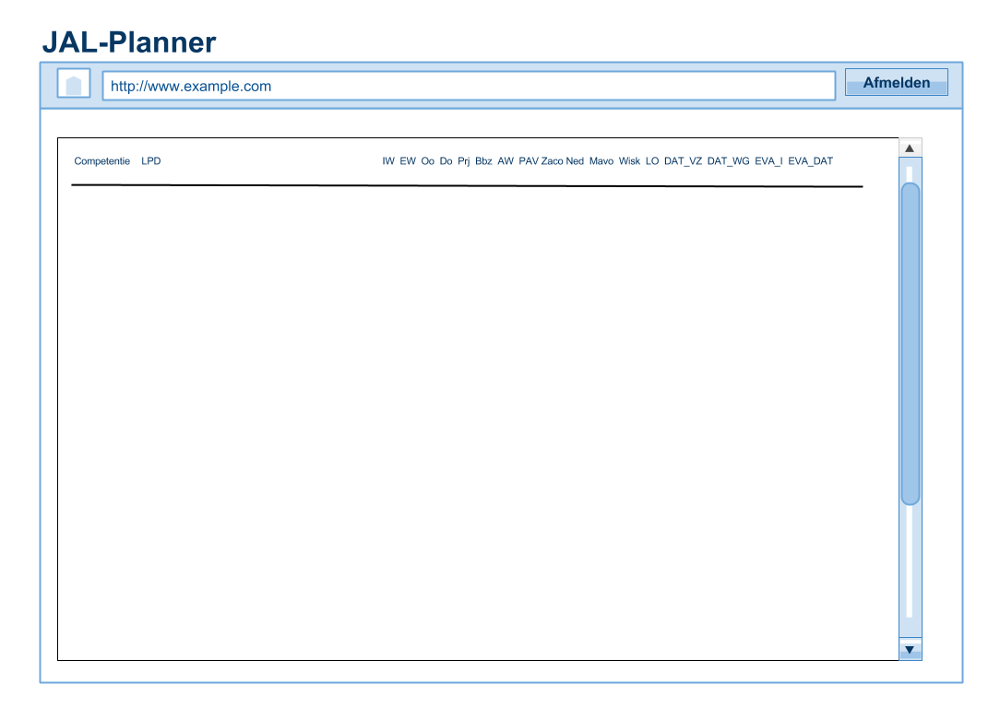 JAL-Planner
http://www.example.com
Afmelden
Competentie LPD IW EW Oo Do Prj Bbz AW PAV Zaco Ned Mavo Wisk LO DAT_VZ DAT_WG EVA_I EVA_DAT